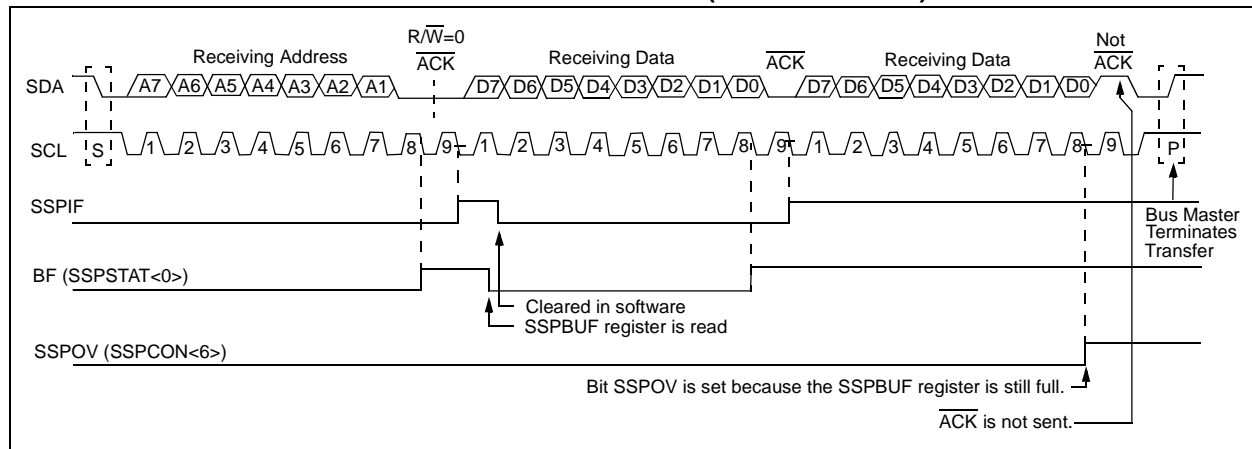 R/W=0
Receiving Address ACK Receiving Data ACK Receiving Data Not ACK
SDA A7 A6 A5 A4 A3 A2 A1 D7 D6 D5 D4 D3 D2 D1 D0 D7 D6 D5 D4 D3 D2 D1 D0
SCL S 1 2 3 4 5 6 7 8 9 1 2 3 4 5 6 7 8 9 1 2 3 4 5 6 7 8 9 P
SSPIF
Bus Master
Terminates
Transfer
BF (SSPSTAT<0>)
Cleared in software
SSPBUF register is read
SSPOV (SSPCON<6>)
Bit SSPOV is set because the SSPBUF register is still full.
ACK is not sent.